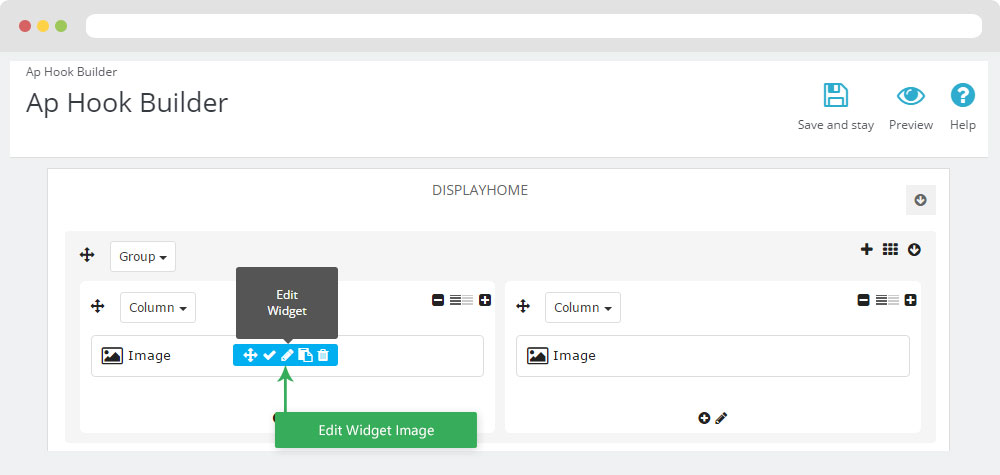 Ap Hook Builder
Ap Hook Builder
Save and stay
Preview
Help
DISPLAYHOME
Group
Edit
Widget
Column
Column
Image
Image
Edit Widget Image